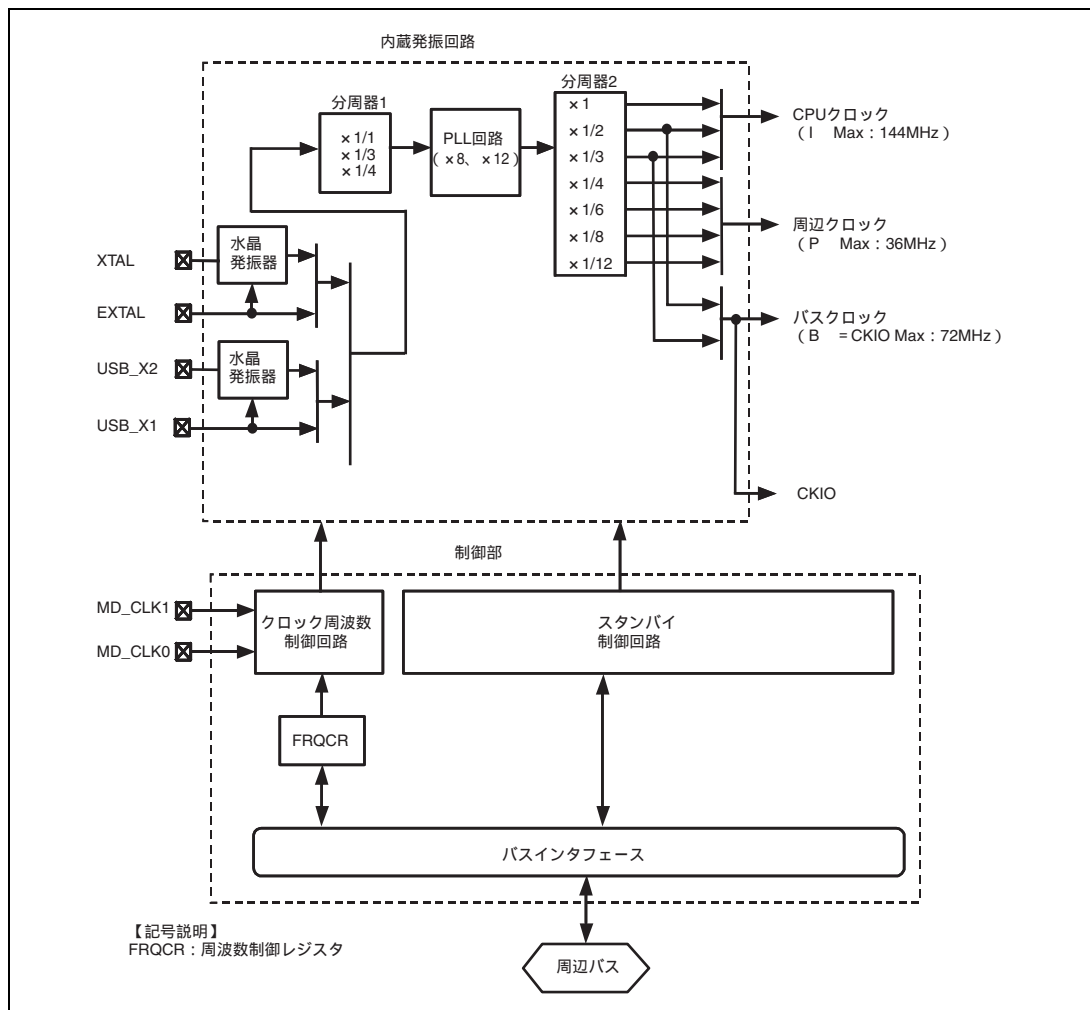 内蔵発振回路
分周器1
×1/1
×1/3
×1/4
PLL回路
(×8、×12)
分周器2
×1
×1/2
×1/3
×1/4
×1/6
×1/8
×1/12
CPUクロック
(I Max:144MHz)
周辺クロック
(P Max:36MHz)
バスクロック
(B =CKIO Max:72MHz)
CKIO
XTAL
水晶
発振器
EXTAL
USB_X2
水晶
発振器
USB_X1
制御部
MD_CLK1
MD_CLK0
クロック周波数
制御回路
スタンバイ
制御回路
FRQCR
バスインタフェース
【記号説明】
FRQCR:周波数制御レジスタ
周辺バス